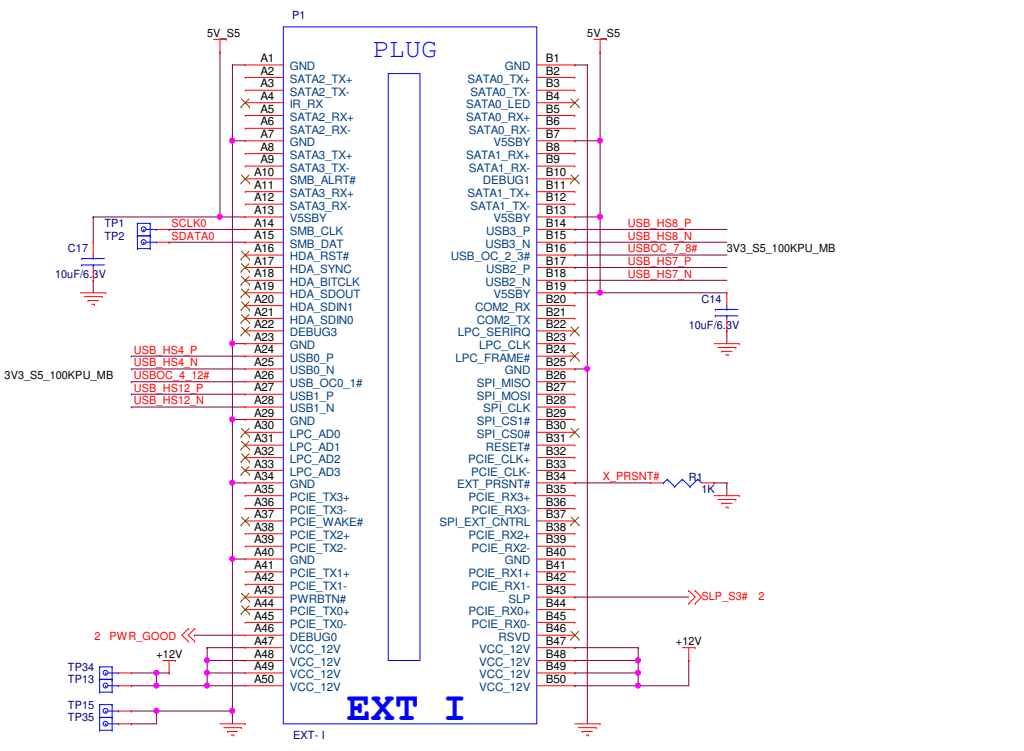 P1
5V_S5
5V_S5
PLUG
A1 GND GND B1
A2 SATA2_TX+ SATA0_TX+ B2
A3 SATA2_TX- SATA0_TX- B3
A4 IR_RX SATA0_LED B4
A5 SATA2_RX+ SATA0_RX+ B5
A6 SATA2_RX- SATA0_RX- B6
A7 GND V5SBY B7
A8 SATA3_TX+ SATA1_RX+ B8
A9 SATA3_TX- SATA1_RX- B9
A10 SMB_ALRT# DEBUG1 B10
A11 SATA3_RX+ SATA1_TX+ B11
A12 SATA3_RX- SATA1_TX- B12
A13 V5SBY V5SBY B13
TP1 SCLK0 A14 SMB_CLK USB3_P B14 USB_HS8_P
TP2 SDATA0 A15 SMB_DAT USB3_N B15 USB_HS8_N
A16 HDA_RST# USB_OC_2_3# B16 USBOC_7_8# 3V3_S5_100KPU_MB
C17
A17 HDA_SYNC USB2_P B17 USB_HS7_P
10uF/6.3V
A18 HDA_BITCLK USB2_N B18 USB_HS7_N
A19 HDA_SDOUT V5SBY B19
C14
A20 HDA_SDIN1 COM2_RX B20
A21 HDA_SDIN0 COM2_TX B21
10uF/6.3V
A22 DEBUG3 LPC_SERIRQ B22
A23 GND LPC_CLK B23
USB_HS4_P A24 USB0_P LPC_FRAME# B24
USB_HS4_N A25 USB0_N GND B25
3V3_S5_100KPU_MB USBOC_4_12# A26 USB_OC0_1# SPI_MISO B26
USB_HS12_P A27 USB1_P SPI_MOSI B27
USB_HS12_N A28 USB1_N SPI_CLK B28
A29 GND SPI_CS1# B29
A30 LPC_AD0 SPI_CS0# B30
A31 LPC_AD1 RESET# B31
A32 LPC_AD2 PCIE_CLK+ B32
A33 LPC_AD3 PCIE_CLK- B33
A34 GND EXT_PRSNT# B34 X_PRSNT# R1
1K
A35 PCIE_TX3+ PCIE_RX3+ B35
A36 PCIE_TX3- PCIE_RX3- B36
A37 PCIE_WAKE# SPI_EXT_CNTRL B37
A38 PCIE_TX2+ PCIE_RX2+ B38
A39 PCIE_TX2- PCIE_RX2- B39
A40 GND GND B40
A41 PCIE_TX1+ PCIE_RX1+ B41
A42 PCIE_TX1- PCIE_RX1- B42
A43 PWRBTN# SLP B43 SLP_S3# 2
A44 PCIE_TX0+ PCIE_RX0+ B44
A45 PCIE_TX0- PCIE_RX0- B45
2 PWR_GOOD A46 DEBUG0 RSVD B46
A47 VCC_12V VCC_12V B47
+12V
+12V
A48 VCC_12V VCC_12V B48
TP34 A49 VCC_12V VCC_12V B49
TP13 A50 VCC_12V VCC_12V B50
TP15
TP35
EXT I
EXT- I